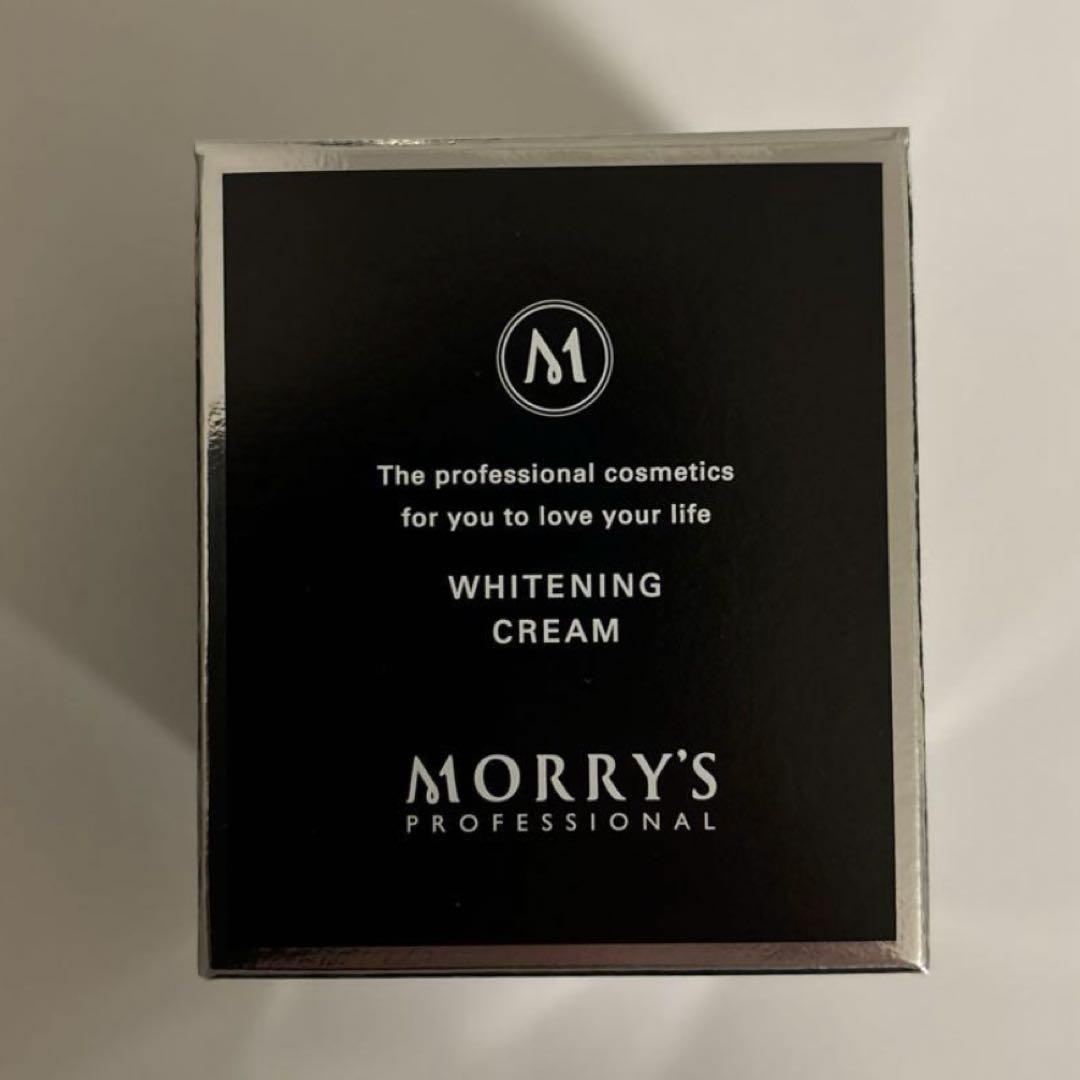 M
The professional cosmetics
for you to love your life
WHITENING
CREAM
MORRY'S
PROFESSIONAL